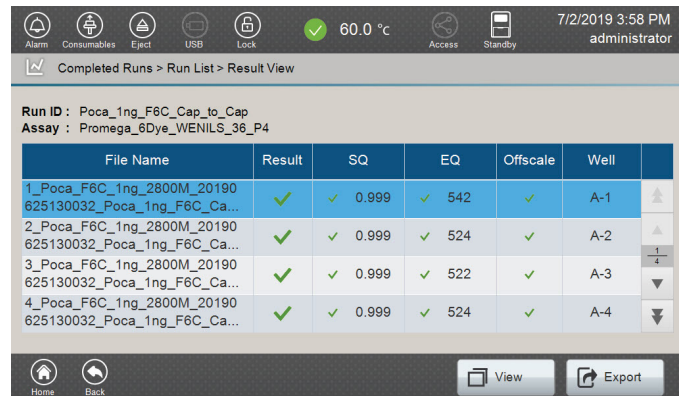 7/2/2019 3:58 PM
60.0 °c
administrator
Alarm Consumables Eject USB Lock Access Standby
Completed Runs > Run List > Result View
Run ID : Poca_1ng_F6C_Cap_to_Cap
Assay : Promega_6Dye_WENILS_36_P4
File Name Result SQ EQ Offscale Well
1_Poca_F6C_1ng_2800M_20190
625130032_Poca_1ng_F6C_Ca... 0.999 542 A-1
2_Poca_F6C_1ng_2800M_20190
625130032_Poca_1ng_F6C_Ca... 0.999 524 A-2
1
4
3_Poca_F6C_1ng_2800M_20190
625130032_Poca_1ng_F6C_Ca... 0.999 522 A-3
4_Poca_F6C_1ng_2800M_20190
625130032_Poca_1ng_F6C_Ca... 0.999 524 A-4
View Export
Home Back